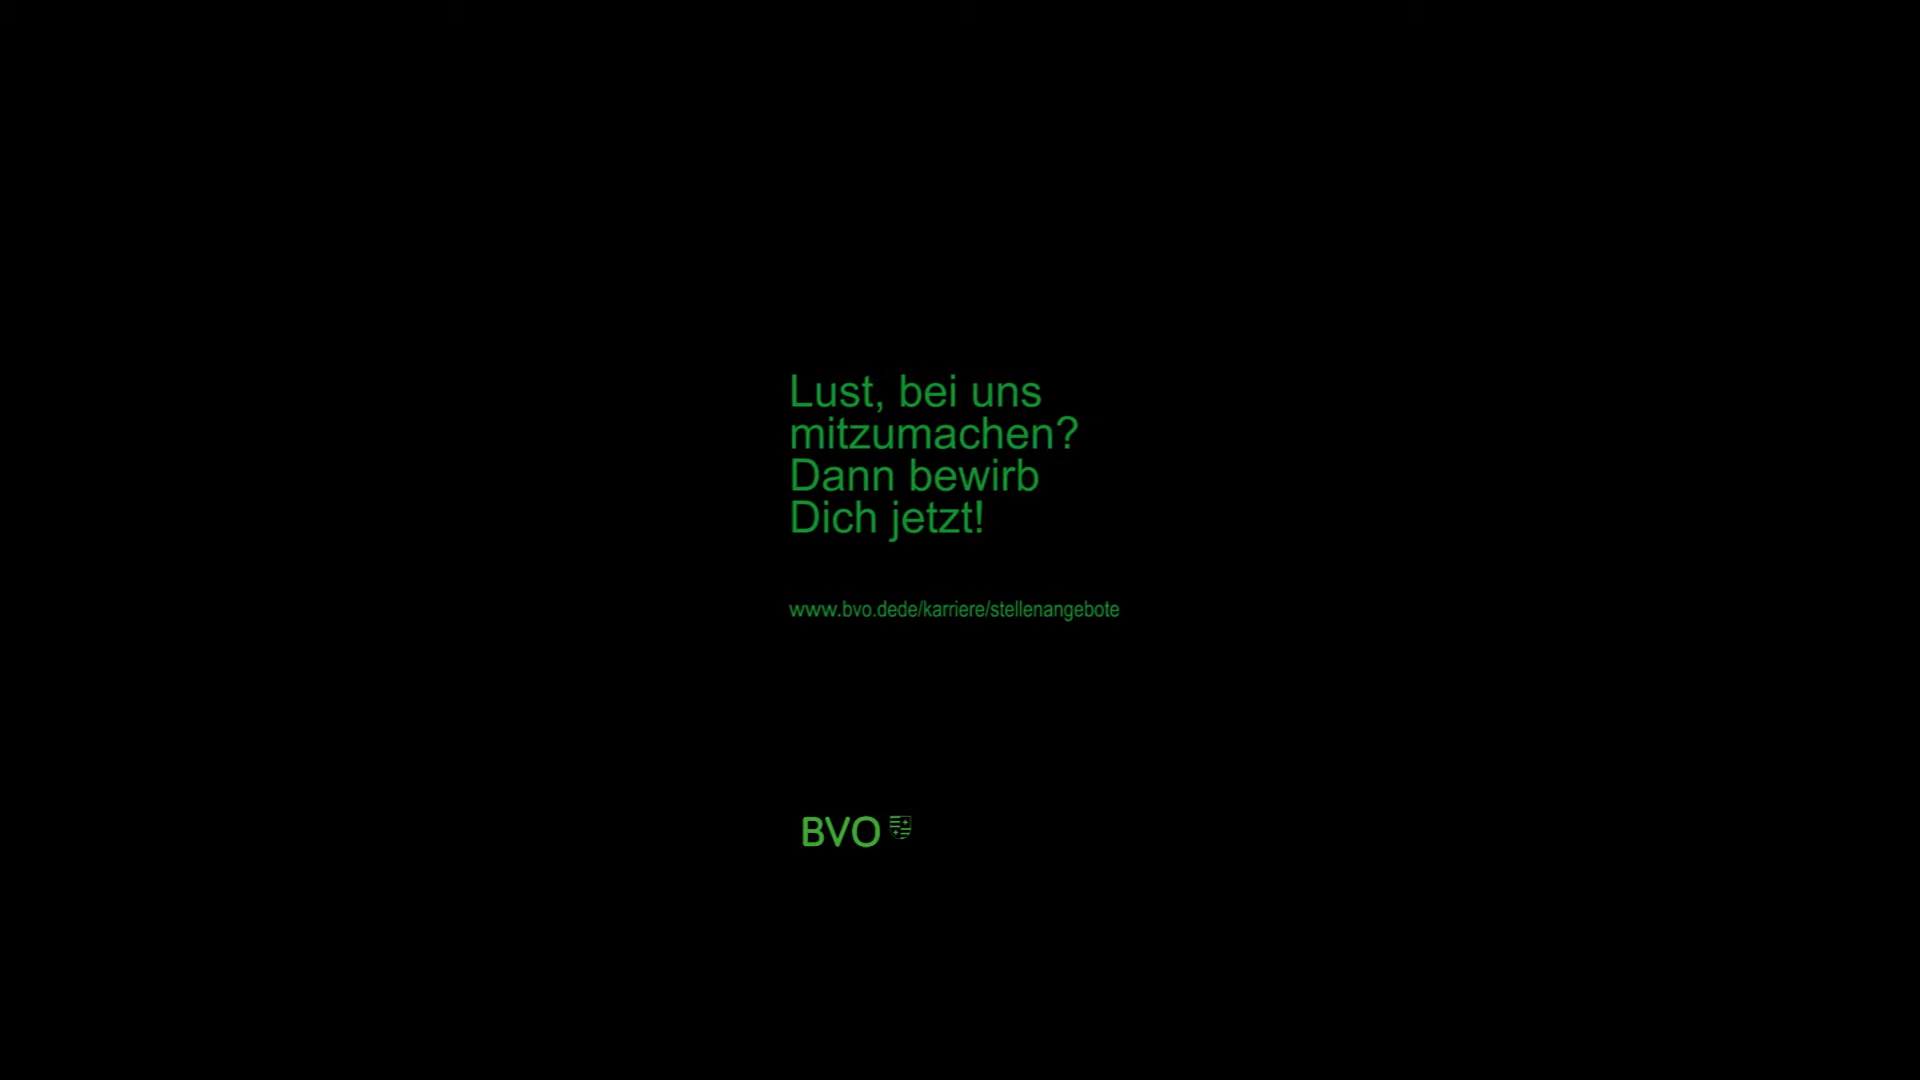 Lust, bei uns
mitzumachen?
Dann bewirb
Dich jetzt!
www.bvo.dede/karriere/stellenangebote
BVO